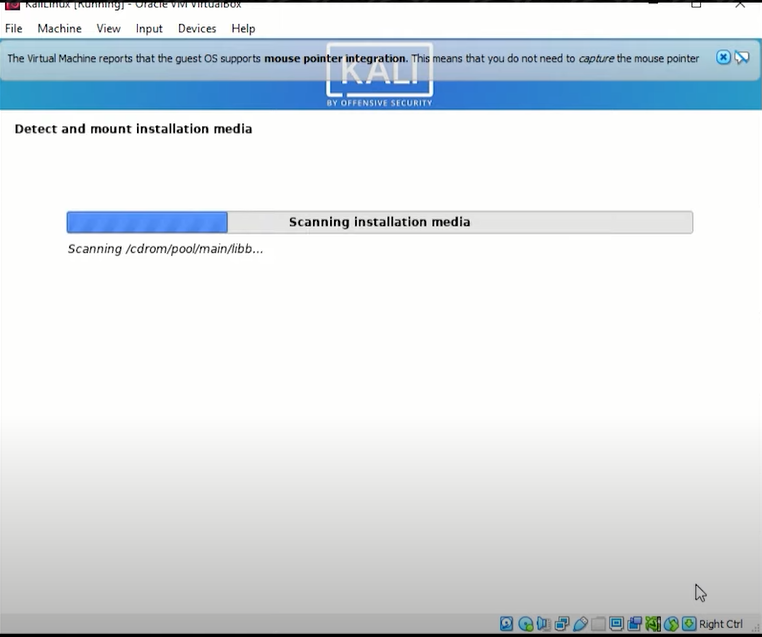 KaliLinux [Running] - Oracle VM VirtualBox
File Machine View Input Devices Help
The Virtual Machine reports that the guest OS supports mouse pointer integration. This means that you do not need to capture the mouse pointer
KALI
BY OFFENSIVE SECURITY
Detect and mount installation media
Scanning installation media
Scanning /cdrom/pool/main/libb...
Right Ctrl